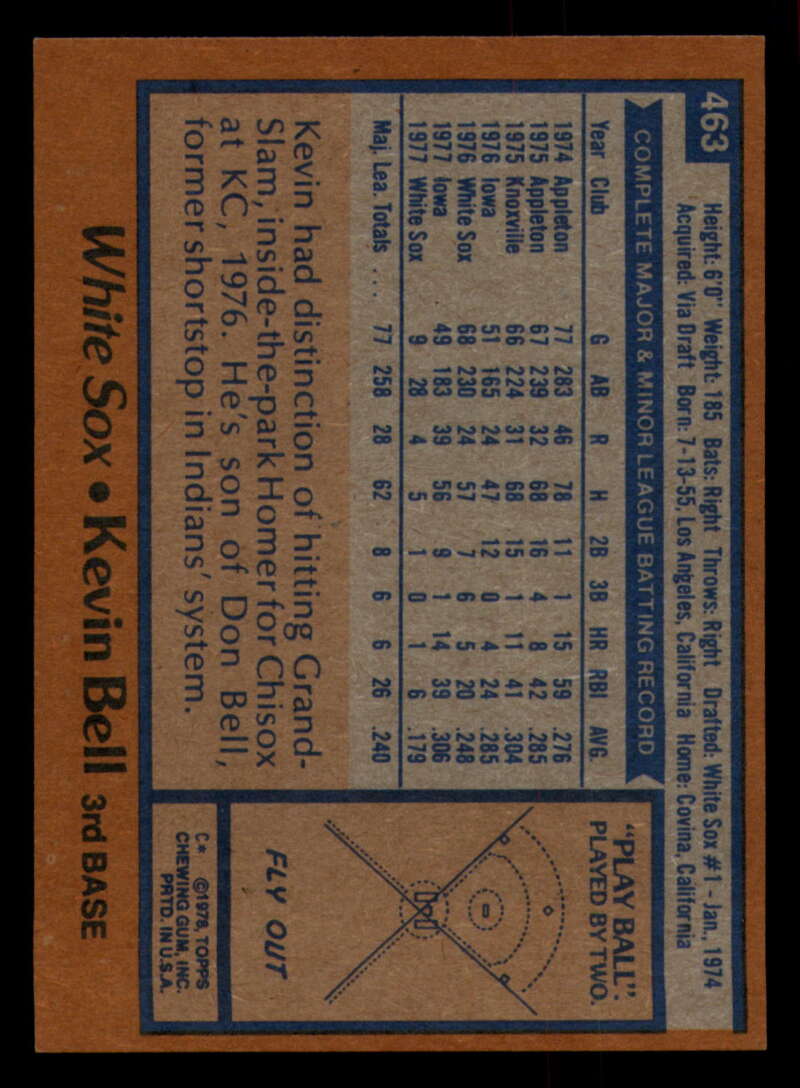 463
Height: 6'0" Weight: 185 Bats: Right Throws: Right Drafted: White Sox #1 - Jan., 1974
Acquired: Via Draft Born: 7-13-55, Los Angeles, California Home: Covina, California
COMPLETE MAJOR & MINOR LEAGUE BATTING RECORD
Year Club G AB R H 2B 3B HR RBI AVG.
1974 Appleton 77 283 46 78 11 1 15 59 .276
1975 Appleton 67 239 32 68 16 4 8 42 .285
1975 Knoxville 66 224 31 68 15 1 11 41 .304
1976 Iowa 51 165 24 47 12 0 4 24 .285
1976 White Sox 68 230 24 57 7 6 5 20 .248
1977 Iowa 49 183 39 56 9 1 14 39 .306
1977 White Sox 9 28 4 5 1 0 1 6 .179
Maj. Lea. Totals . . . 77 258 28 62 8 6 6 26 .240
Kevin had distinction of hitting Grand-
Slam, inside-the-park Homer for Chisox
at KC, 1976. He's son of Don Bell,
former shortstop in Indians' system.
"PLAY BALL"
PLAYED BY TWO.
FLY OUT
C* ©1978, TOPPS
CHEWING GUM, INC.
PRTD. IN U.S.A.
White Sox • Kevin Bell 3rd BASE